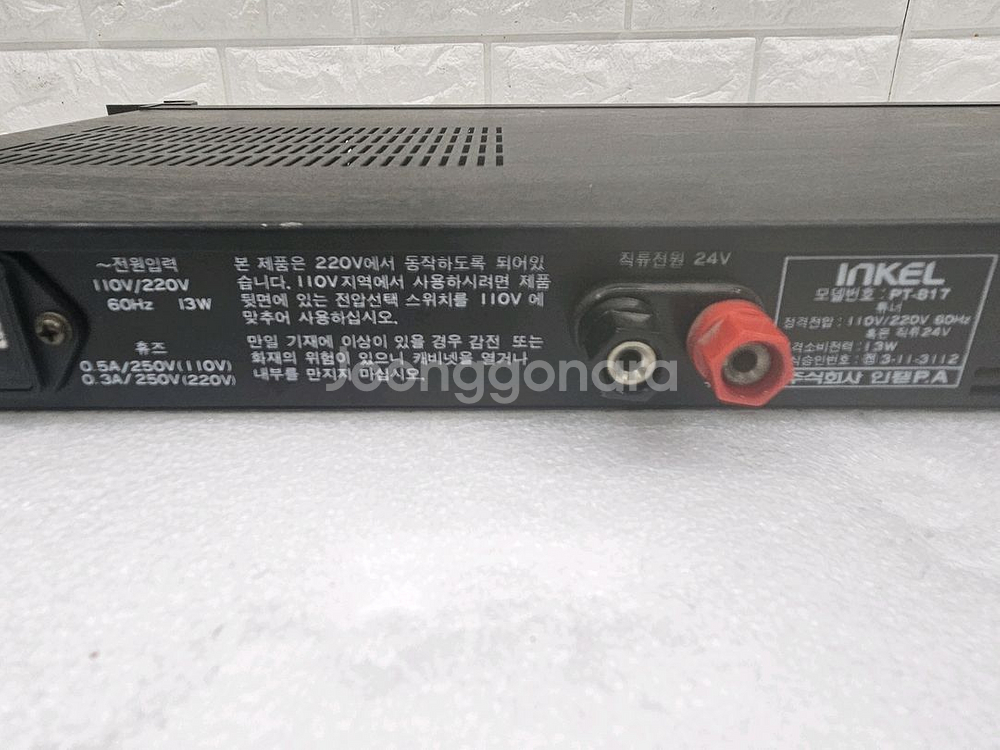 ~전원입력
110V/220V
60Hz 13W
휴즈
0.5A/250V(110V)
0.3A/250V(220V)
본 제품은 220V에서 동작하도록 되어있
습니다. 110V지역에서 사용하시려면 제품
뒷면에 있는 전압선택 스위치를 110V 에
맞추어 사용하십시오.
만일 기재에 이상이 있을 경우 감전 또는
화재의 위험이 있으니 캐비넷을 열거나
내부를 만지지 마십시오.
직류전원 24V
INKEL
모델번호 : PT-817
튜너
정격전압 : 110V/220V 60Hz
혹은 직류24V
격소비전력 : 13W
식승인번호 : 3-11-3112
주식회사 인켈P.A
Joonggonara